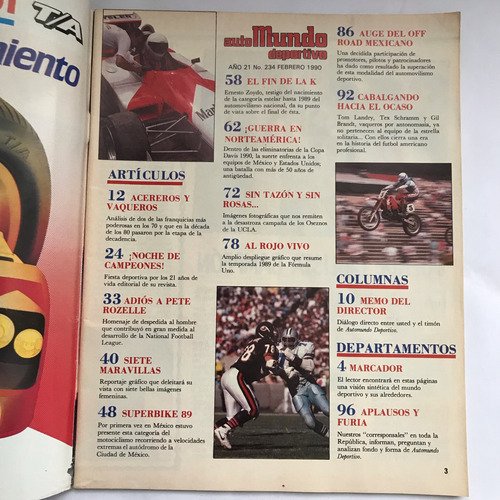 T/A
miento
auto Mundo
deportivo
AÑO 21 No. 234 FEBRERO 1990
ARTÍCULOS
12 ACEREROS Y
VAQUEROS
Análisis de dos de las franquicias más
poderosas en los 70 y que en la década
de los 80 pasaron por la etapa de la
decadencia.
24 ¡NOCHE DE
CAMPEONES!
Fiesta deportiva por los 21 años de
vida editorial de su revista.
33 ADIÓS A PETE
ROZELLE
Homenaje de despedida al hombre
que contribuyó en gran medida al
desarrollo de la National Football
League.
40 SIETE
MARAVILLAS
Reportaje gráfico que deleitará su
vista con siete bellas imágenes
femeninas.
48 SUPERBIKE 89
Por primera vez en México estuvo
presente esta categoría del
motociclismo recorriendo a velocidades
extremas el autódromo de la
Ciudad de México.
58 EL FIN DE LA K
Ernesto Zoydo, testigo del nacimiento
de la categoría estelar hasta 1989 del
automovilismo nacional, da su punto
de vista sobre el final de ésta.
62 ¡GUERRA EN
NORTEAMÉRICA!
Dentro de las eliminatorias de la Copa
Davis 1990, la suerte enfrenta a los
equipos de México y Estados Unidos;
una batalla con más de 50 años de
antigüedad.
72 SIN TAZÓN Y SIN
ROSAS...
Imágenes fotográficas que nos remiten
a la desastroza campaña de los Oseznos
de la UCLA.
78 AL ROJO VIVO
Amplio despliegue gráfico que resume
la temporada 1989 de la Fórmula
Uno.
86 AUGE DEL OFF
ROAD MEXICANO
Una decidida participación de
promotores, pilotos y patrocinadores
ha dado como resultado la superación
de esta modalidad del automovilismo
deportivo.
92 CABALGANDO
HACIA EL OCASO
Tom Landry, Tex Schramm y Gil
Brandt, vaqueros por antonomasia, ya
no pertenecen al equipo de la estrella
solitaria... Con ellos cierra una era
en la historia del futbol americano
profesional.
COLUMNAS
10 MEMO DEL
DIRECTOR
Diálogo directo entre usted y el timón
de Automundo Deportivo.
DEPARTAMENTOS
4 MARCADOR
El lector encontrará en estas páginas
una visión sintética del mundo
deportivo y sus alrededores.
96 APLAUSOS Y
FURIA
Nuestros "corresponsales" en toda la
República, informan, preguntan y
analizan fondo y forma de Automundo
Deportivo.
3
78